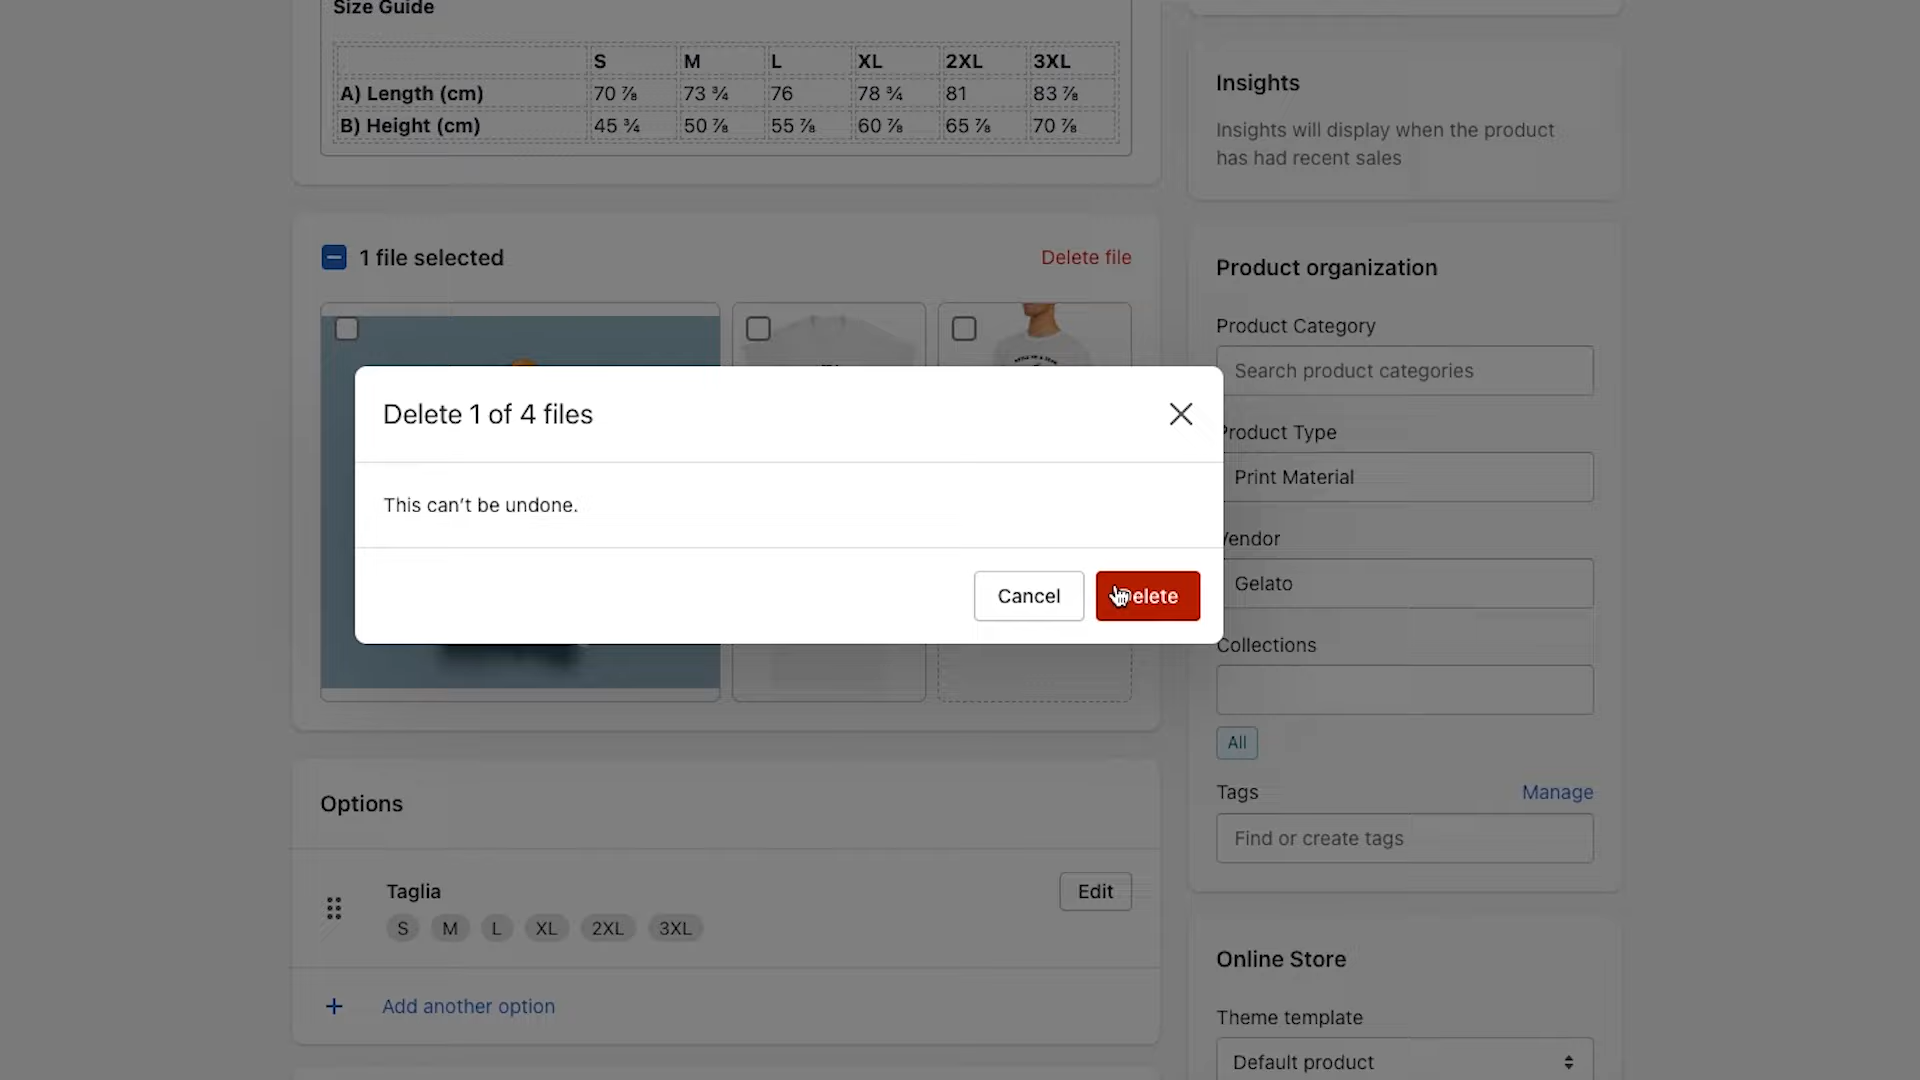 Size Guide
S M L XL 2XL 3XL
A) Length (cm) 70 ⅞ 73 ¾ 76 78 ¾ 81 83 ⅞
B) Height (cm) 45 ¾ 50 ⅞ 55 ⅞ 60 ⅞ 65 ⅞ 70 ⅞
1 file selected
Delete file
Delete 1 of 4 files
This can't be undone.
Cancel
Options
Taglia
Edit
S M L XL 2XL 3XL
Add another option
Insights
Insights will display when the product
has had recent sales
Product organization
Product Category
Search product categories
Product Type
Print Material
Vendor
Gelato
Collections
All
Tags
Manage
Find or create tags
Online Store
Theme template
Default product